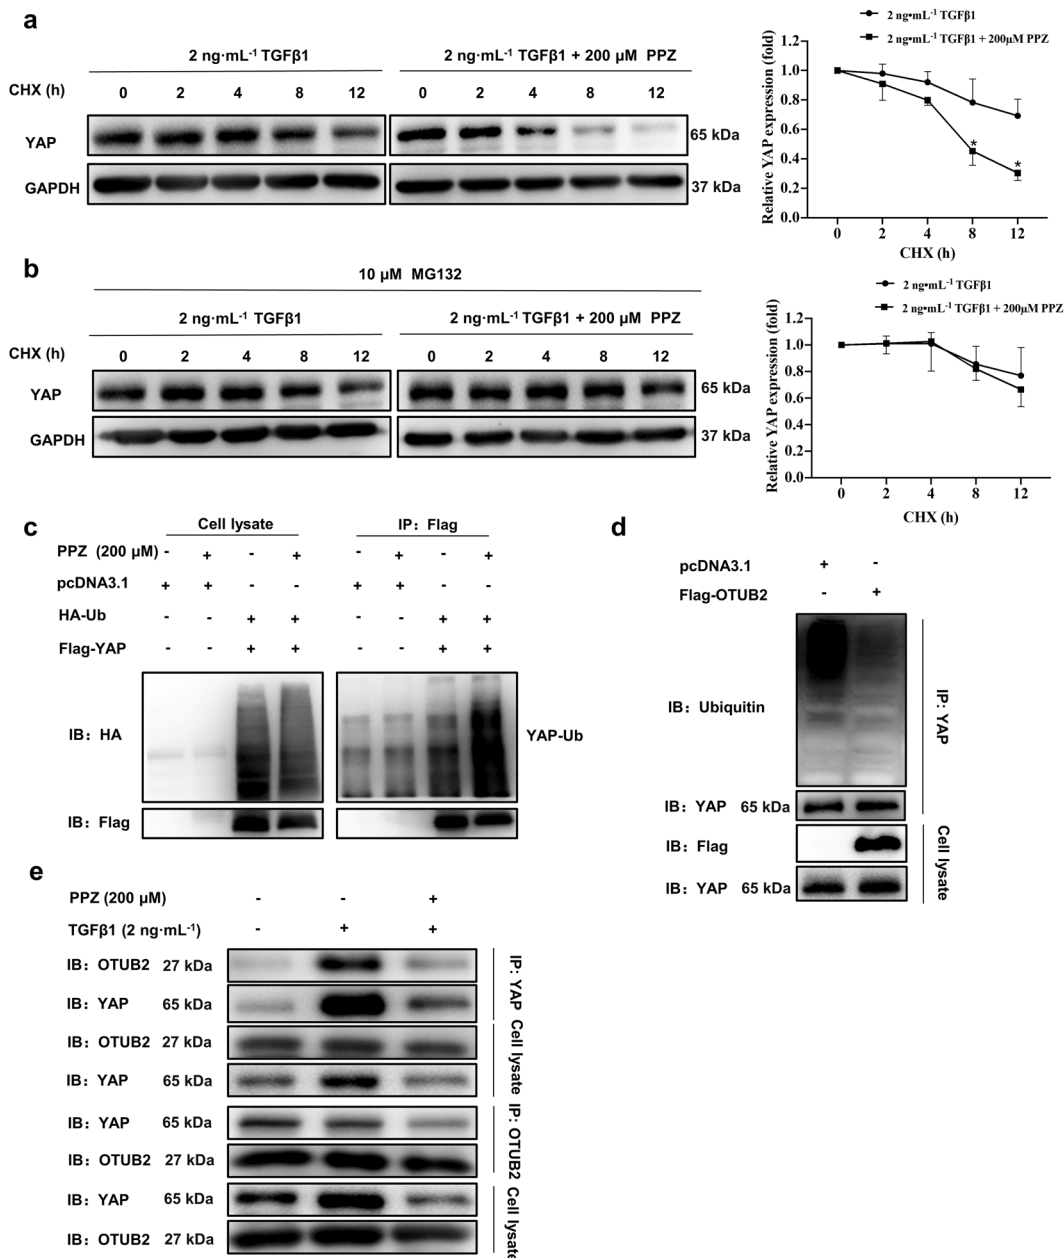 a
2 ng·mL⁻¹ TGFβ1
2 ng·mL⁻¹ TGFβ1 + 200 μM PPZ
CHX (h)
0 2 4 8 12
0 2 4 8 12
YAP
65 kDa
GAPDH
37 kDa
2 ng•mL⁻¹ TGFβ1
2 ng•mL⁻¹ TGFβ1 + 200μM PPZ
Relative YAP expression (fold)
1.2
1.0
0.8
0.6
0.4
0.2
0.0
*
*
0 2 4 8 12
CHX (h)
b
10 μM MG132
2 ng·mL⁻¹ TGFβ1
2 ng·mL⁻¹ TGFβ1 + 200 μM PPZ
CHX (h)
0 2 4 8 12
0 2 4 8 12
YAP
65 kDa
GAPDH
37 kDa
2 ng•mL⁻¹ TGFβ1
2 ng•mL⁻¹ TGFβ1 + 200μM PPZ
Relative YAP expression (fold)
1.2
1.0
0.8
0.6
0.4
0.2
0.0
0 2 4 8 12
CHX (h)
c
Cell lysate
IP: Flag
PPZ (200 μM) - + - + - + - +
pcDNA3.1 + + - - + + - -
HA-Ub - - + + - - + +
Flag-YAP - - + + - - + +
IB: HA
YAP-Ub
IB: Flag
d
pcDNA3.1 + -
Flag-OTUB2 - +
IB: Ubiquitin
IP: YAP
IB: YAP 65 kDa
IB: Flag
Cell lysate
IB: YAP 65 kDa
e
PPZ (200 μM) - - +
TGFβ1 (2 ng·mL⁻¹) - + +
IB: OTUB2 27 kDa
IP: YAP
IB: YAP 65 kDa
IB: OTUB2 27 kDa
Cell lysate
IB: YAP 65 kDa
IB: YAP 65 kDa
IP: OTUB2
IB: OTUB2 27 kDa
IB: YAP 65 kDa
Cell lysate
IB: OTUB2 27 kDa